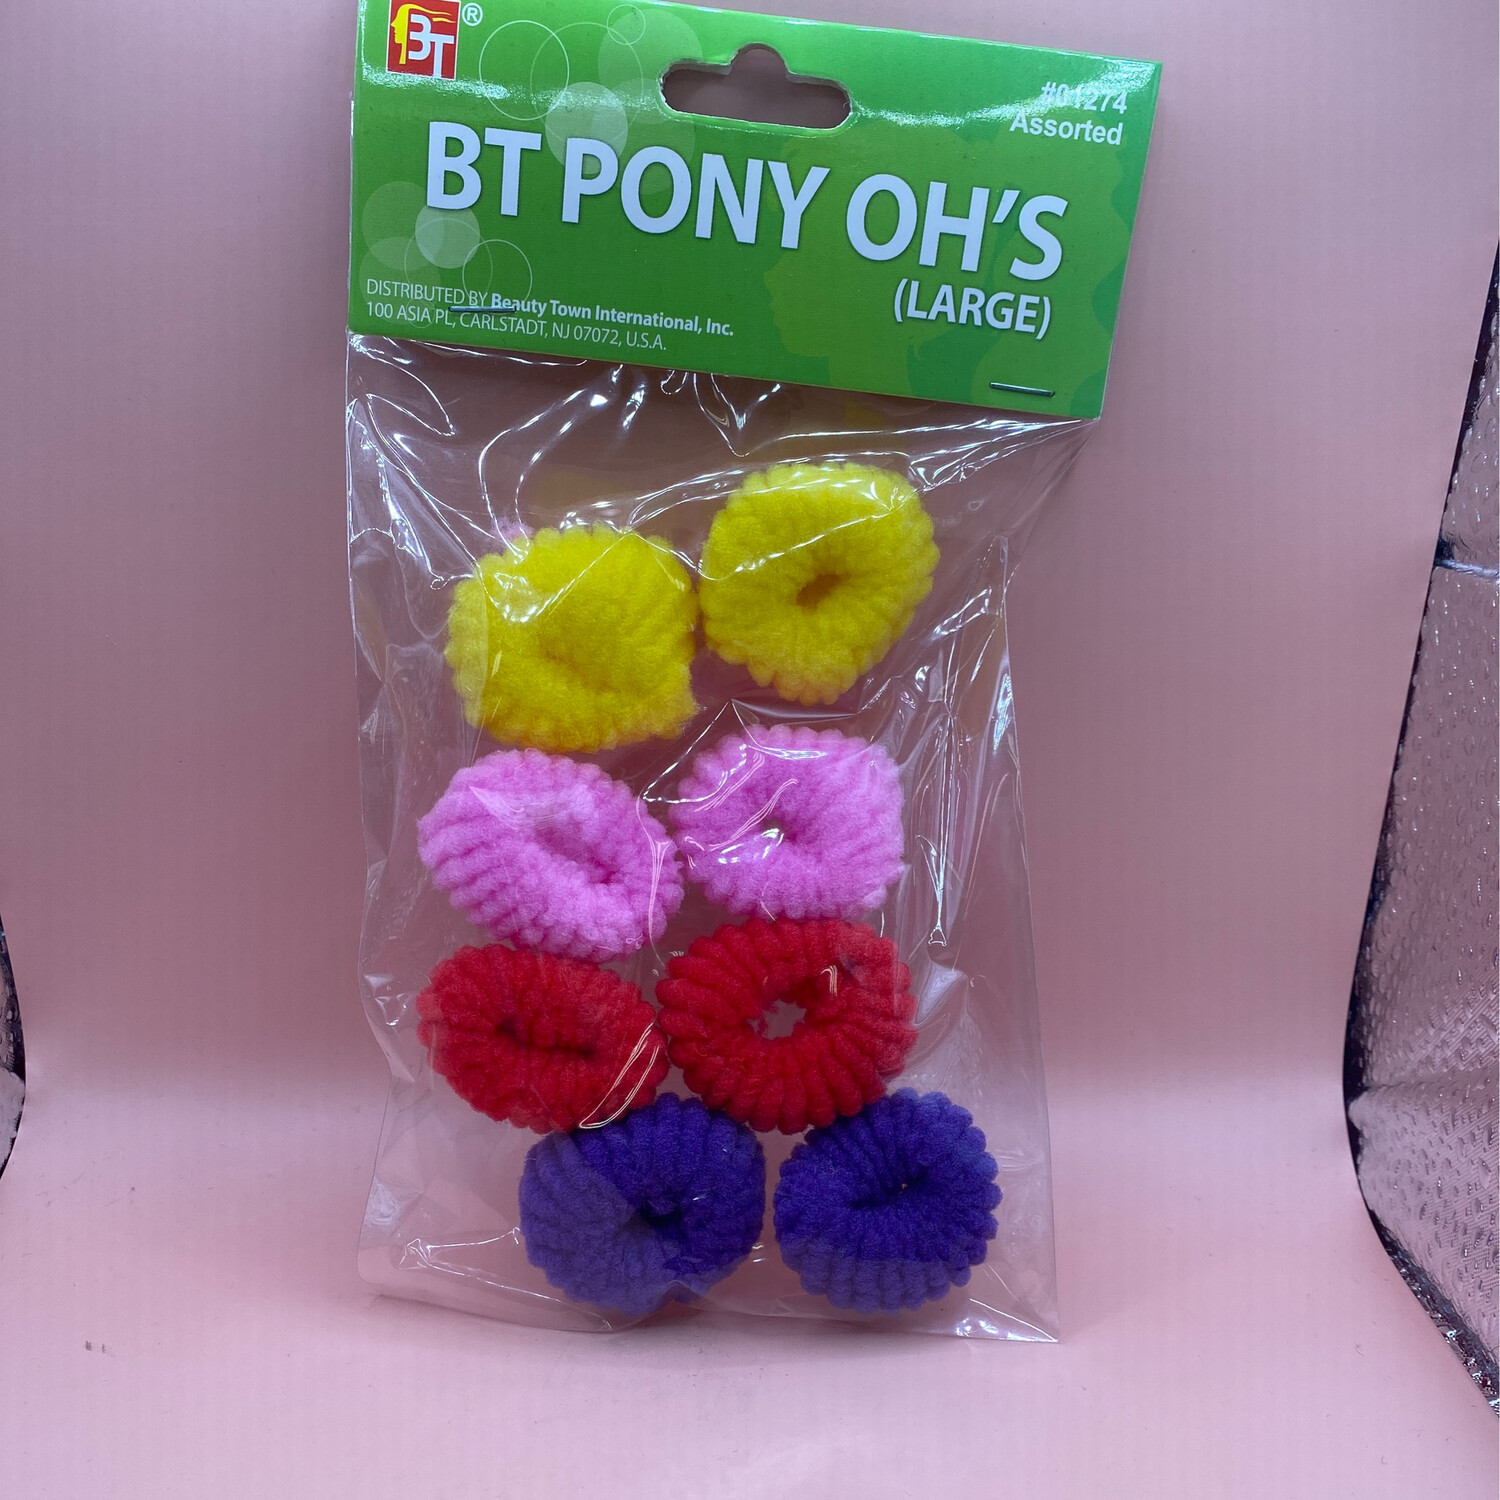 BT®
#01274
Assorted
BT PONY OH'S
(LARGE)
DISTRIBUTED BY Beauty Town International, Inc.
100 ASIA PL, CARLSTADT, NJ 07072, U.S.A.